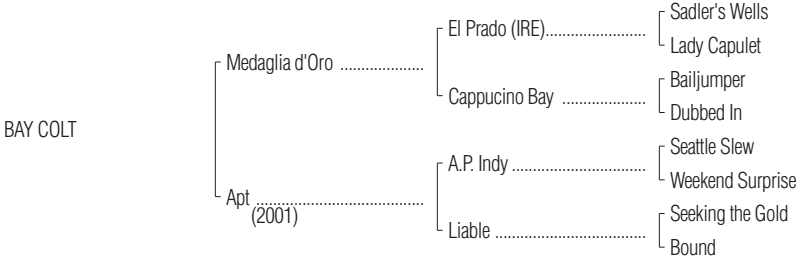 Sadler's Wells
El Prado (IRE)........................
Lady Capulet
Medaglia d'Oro ....................
Bailjumper
Cappucino Bay ....................
Dubbed In
BAY COLT
Seattle Slew
A.P. Indy ................................
Weekend Surprise
Apt ........................................
(2001)
Seeking the Gold
Liable ....................................
Bound